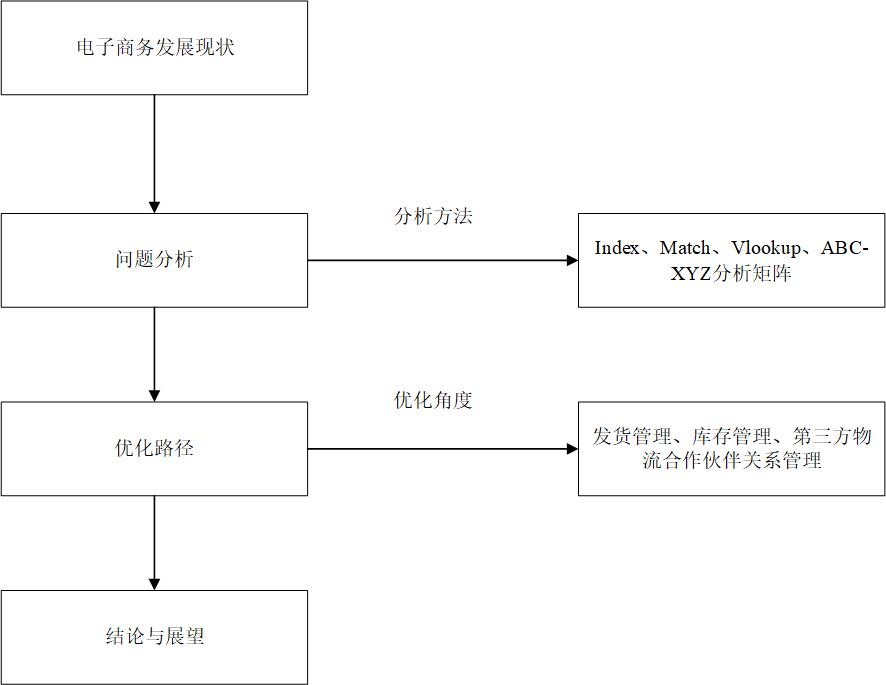 电子商务发展现状
分析方法
问题分析
Index、Match、Vlookup、ABC-
XYZ分析矩阵
优化角度
优化路径
发货管理、库存管理、第三方物
流合作伙伴关系管理
结论与展望